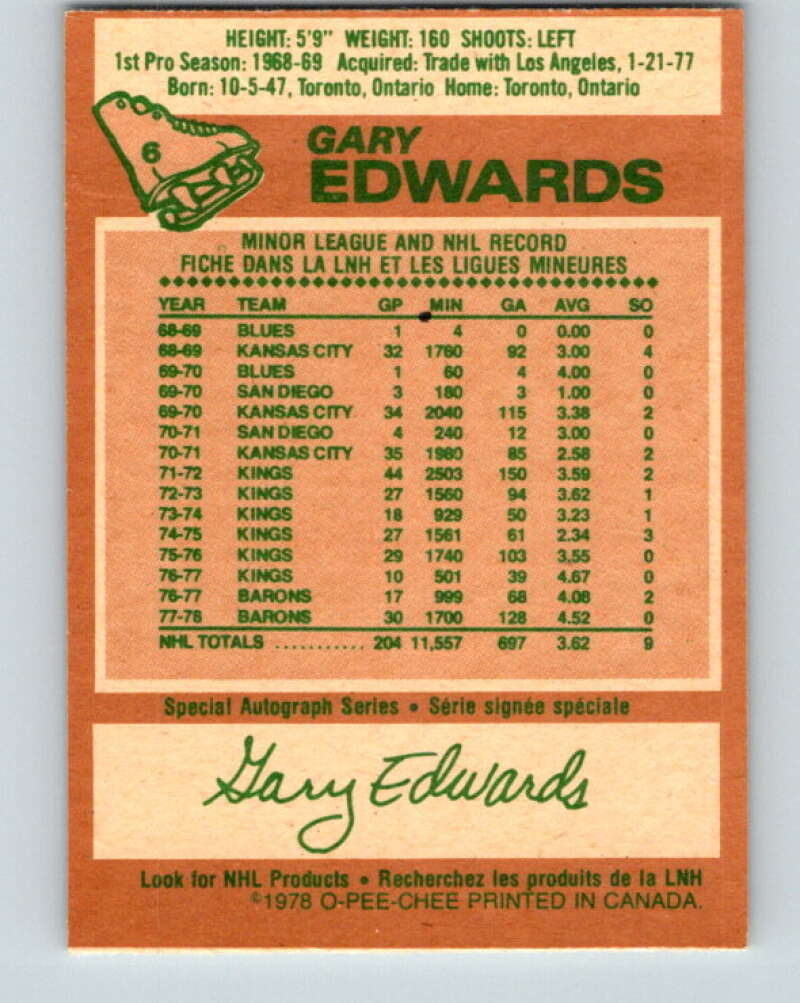 HEIGHT: 5'9" WEIGHT: 160 SHOOTS: LEFT
1st Pro Season: 1968-69 Acquired: Trade with Los Angeles, 1-21-77
Born: 10-5-47, Toronto, Ontario Home: Toronto, Ontario
6
GARY
EDWARDS
MINOR LEAGUE AND NHL RECORD
FICHE DANS LA LNH ET LES LIGUES MINEURES
YEAR TEAM GP MIN GA AVG SO
68-69 BLUES 1 4 0 0.00 0
68-69 KANSAS CITY 32 1760 92 3.00 4
69-70 BLUES 1 60 4 4.00 0
69-70 SAN DIEGO 3 180 3 1.00 0
69-70 KANSAS CITY 34 2040 115 3.38 2
70-71 SAN DIEGO 4 240 12 3.00 0
70-71 KANSAS CITY 35 1980 85 2.58 2
71-72 KINGS 44 2503 150 3.59 2
72-73 KINGS 27 1560 94 3.62 1
73-74 KINGS 18 929 50 3.23 1
74-75 KINGS 27 1561 61 2.34 3
75-76 KINGS 29 1740 103 3.55 0
76-77 KINGS 10 501 39 4.67 0
76-77 BARONS 17 999 68 4.08 2
77-78 BARONS 30 1700 128 4.52 0
NHL TOTALS ........... 204 11,557 697 3.62 9
Special Autograph Series • Série signée spéciale
Gary Edwards
Look for NHL Products • Recherchez les produits de la LNH
©1978 O-PEE-CHEE PRINTED IN CANADA.